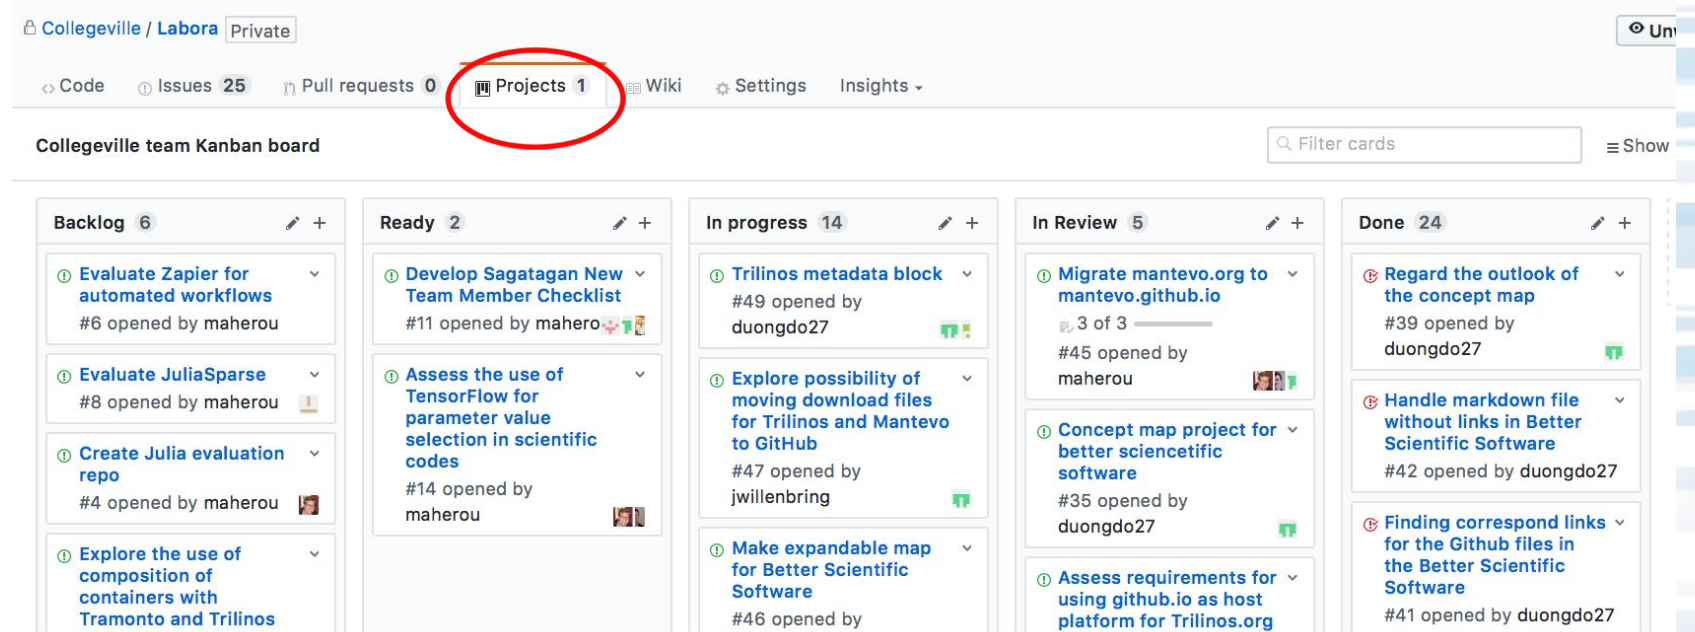 Collegeville / Labora Private
Unw
Code Issues 25 Pull requests 0 Projects 1 Wiki Settings Insights
Collegeville team Kanban board
Filter cards
Show
Backlog 6
Evaluate Zapier for
automated workflows
#6 opened by maherou
Evaluate JuliaSparse
#8 opened by maherou
Create Julia evaluation
repo
#4 opened by maherou
Explore the use of
composition of
containers with
Tramonto and Trilinos
Ready 2
Develop Sagatagan New
Team Member Checklist
#11 opened by mahero
Assess the use of
TensorFlow for
parameter value
selection in scientific
codes
#14 opened by
maherou
In progress 14
Trilinos metadata block
#49 opened by
duongdo27
Explore possibility of
moving download files
for Trilinos and Mantevo
to GitHub
#47 opened by
jwillenbring
Make expandable map
for Better Scientific
Software
#46 opened by
In Review 5
Migrate mantevo.org to
mantevo.github.io
3 of 3
#45 opened by
maherou
Concept map project for
better sciencetific
software
#35 opened by
duongdo27
Assess requirements for
using github.io as host
platform for Trilinos.org
Done 24
Regard the outlook of
the concept map
#39 opened by
duongdo27
Handle markdown file
without links in Better
Scientific Software
#42 opened by duongdo27
Finding correspond links
for the Github files in
the Better Scientific
Software
#41 opened by duongdo27